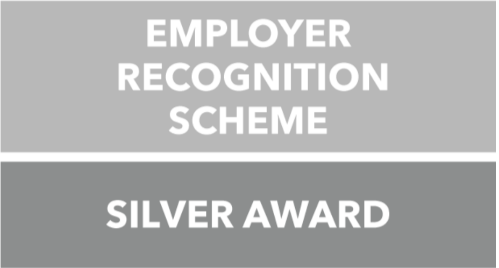 EMPLOYER
RECOGNITION
SCHEME
SILVER AWARD